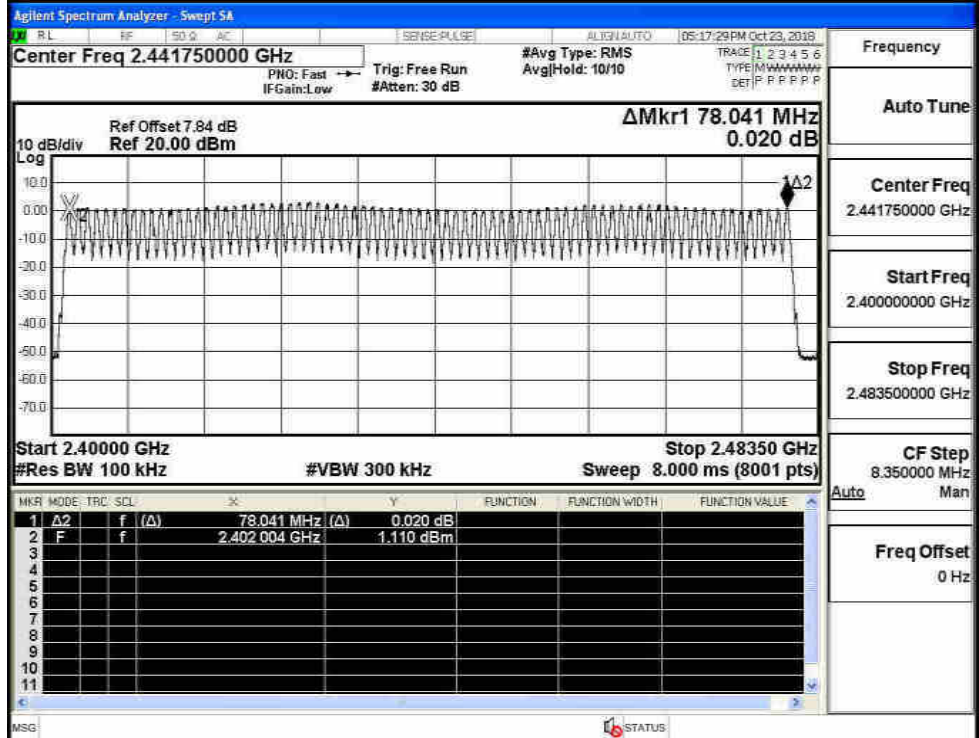 Agilent Spectrum Analyzer - Swept SA
RL RF 50 Ω AC SENSE:PULSE ALIGNAUTO 05:17:29 PM Oct 23, 2018
Center Freq 2.441750000 GHz
PNO: Fast
IFGain:Low
Trig: Free Run
#Atten: 30 dB
#Avg Type: RMS
Avg|Hold: 10/10
TRACE 1 2 3 4 5 6
TYPE M WWWWW
DET P P P P P P
ΔMkr1 78.041 MHz
0.020 dB
Ref Offset 7.84 dB
10 dB/div Ref 20.00 dBm
Log
10.0
0.00
-10.0
-20.0
-30.0
-40.0
-50.0
-60.0
-70.0
1Δ2
2
Start 2.40000 GHz Stop 2.48350 GHz
#Res BW 100 kHz #VBW 300 kHz Sweep 8.000 ms (8001 pts)
MKR MODE TRC SCL X Y FUNCTION FUNCTION WIDTH FUNCTION VALUE
1 Δ2 f (Δ) 78.041 MHz (Δ) 0.020 dB
2 F f 2.402 004 GHz 1.110 dBm
3
4
5
6
7
8
9
10
11
MSG STATUS
Frequency
Auto Tune
Center Freq
2.441750000 GHz
Start Freq
2.400000000 GHz
Stop Freq
2.483500000 GHz
CF Step
8.350000 MHz
Auto Man
Freq Offset
0 Hz